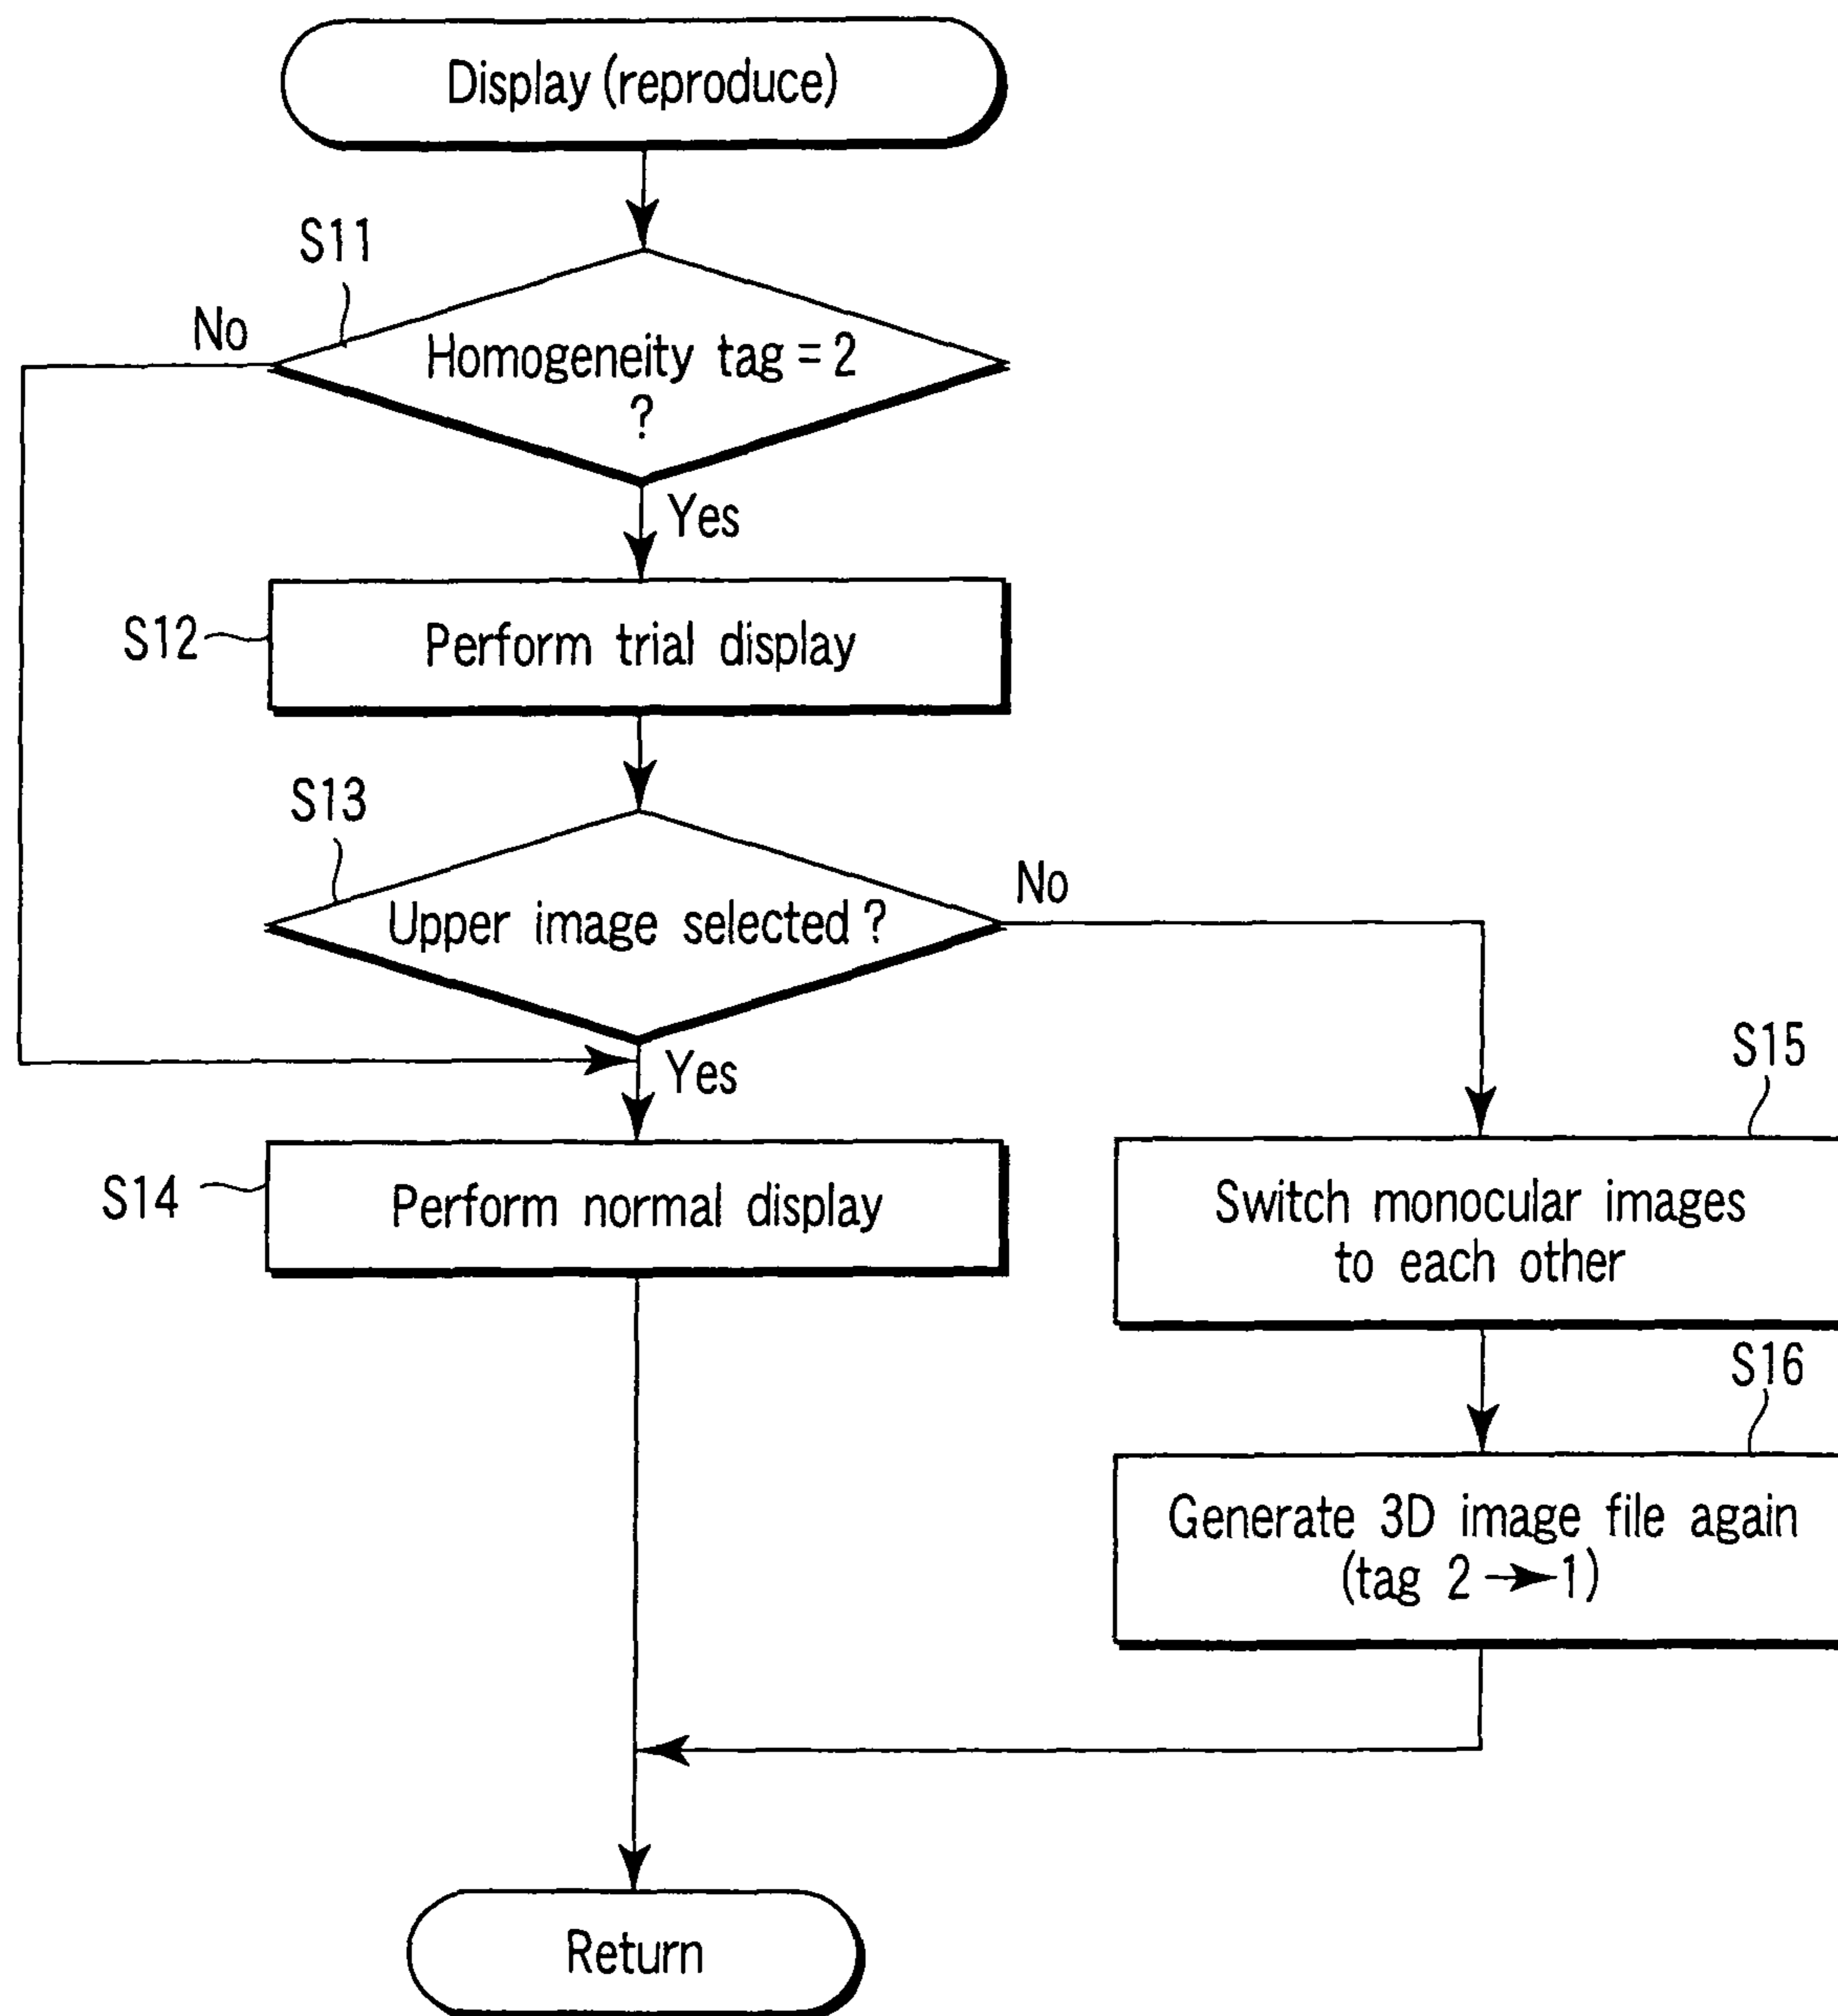 Display (reproduce)
S11
No
Homogeneity tag = 2
?
Yes
S12
Perform trial display
S13
No
Upper image selected ?
Yes
S14
Perform normal display
S15
Switch monocular images
to each other
S16
Generate 3D image file again
(tag 2 → 1)
Return